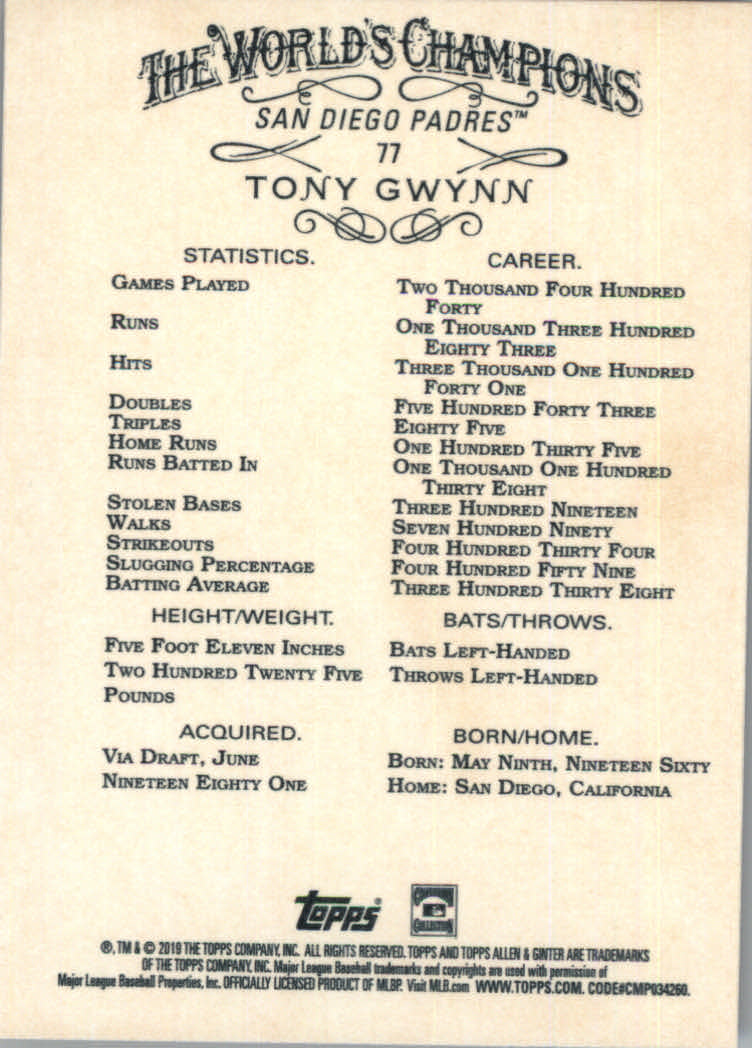 THE WORLD'S CHAMPIONS
SAN DIEGO PADRES™
77
TONY GWYNN
STATISTICS.
CAREER.
GAMES PLAYED
TWO THOUSAND FOUR HUNDRED
FORTY
RUNS
ONE THOUSAND THREE HUNDRED
EIGHTY THREE
HITS
THREE THOUSAND ONE HUNDRED
FORTY ONE
DOUBLES
FIVE HUNDRED FORTY THREE
TRIPLES
EIGHTY FIVE
HOME RUNS
ONE HUNDRED THIRTY FIVE
RUNS BATTED IN
ONE THOUSAND ONE HUNDRED
THIRTY EIGHT
STOLEN BASES
THREE HUNDRED NINETEEN
WALKS
SEVEN HUNDRED NINETY
STRIKEOUTS
FOUR HUNDRED THIRTY FOUR
SLUGGING PERCENTAGE
FOUR HUNDRED FIFTY NINE
BATTING AVERAGE
THREE HUNDRED THIRTY EIGHT
HEIGHT/WEIGHT.
FIVE FOOT ELEVEN INCHES
TWO HUNDRED TWENTY FIVE
POUNDS
BATS/THROWS.
BATS LEFT-HANDED
THROWS LEFT-HANDED
ACQUIRED.
VIA DRAFT, JUNE
NINETEEN EIGHTY ONE
BORN/HOME.
BORN: MAY NINTH, NINETEEN SIXTY
HOME: SAN DIEGO, CALIFORNIA
topps®
COOPERSTOWN
COLLECTION
®, TM & © 2019 THE TOPPS COMPANY, INC. ALL RIGHTS RESERVED. TOPPS AND TOPPS ALLEN & GINTER ARE TRADEMARKS
OF THE TOPPS COMPANY, INC. Major League Baseball trademarks and copyrights are used with permission of
Major League Baseball Properties, Inc. OFFICIALLY LICENSED PRODUCT OF MLBP. Visit MLB.com WWW.TOPPS.COM. CODE#CMP034260.